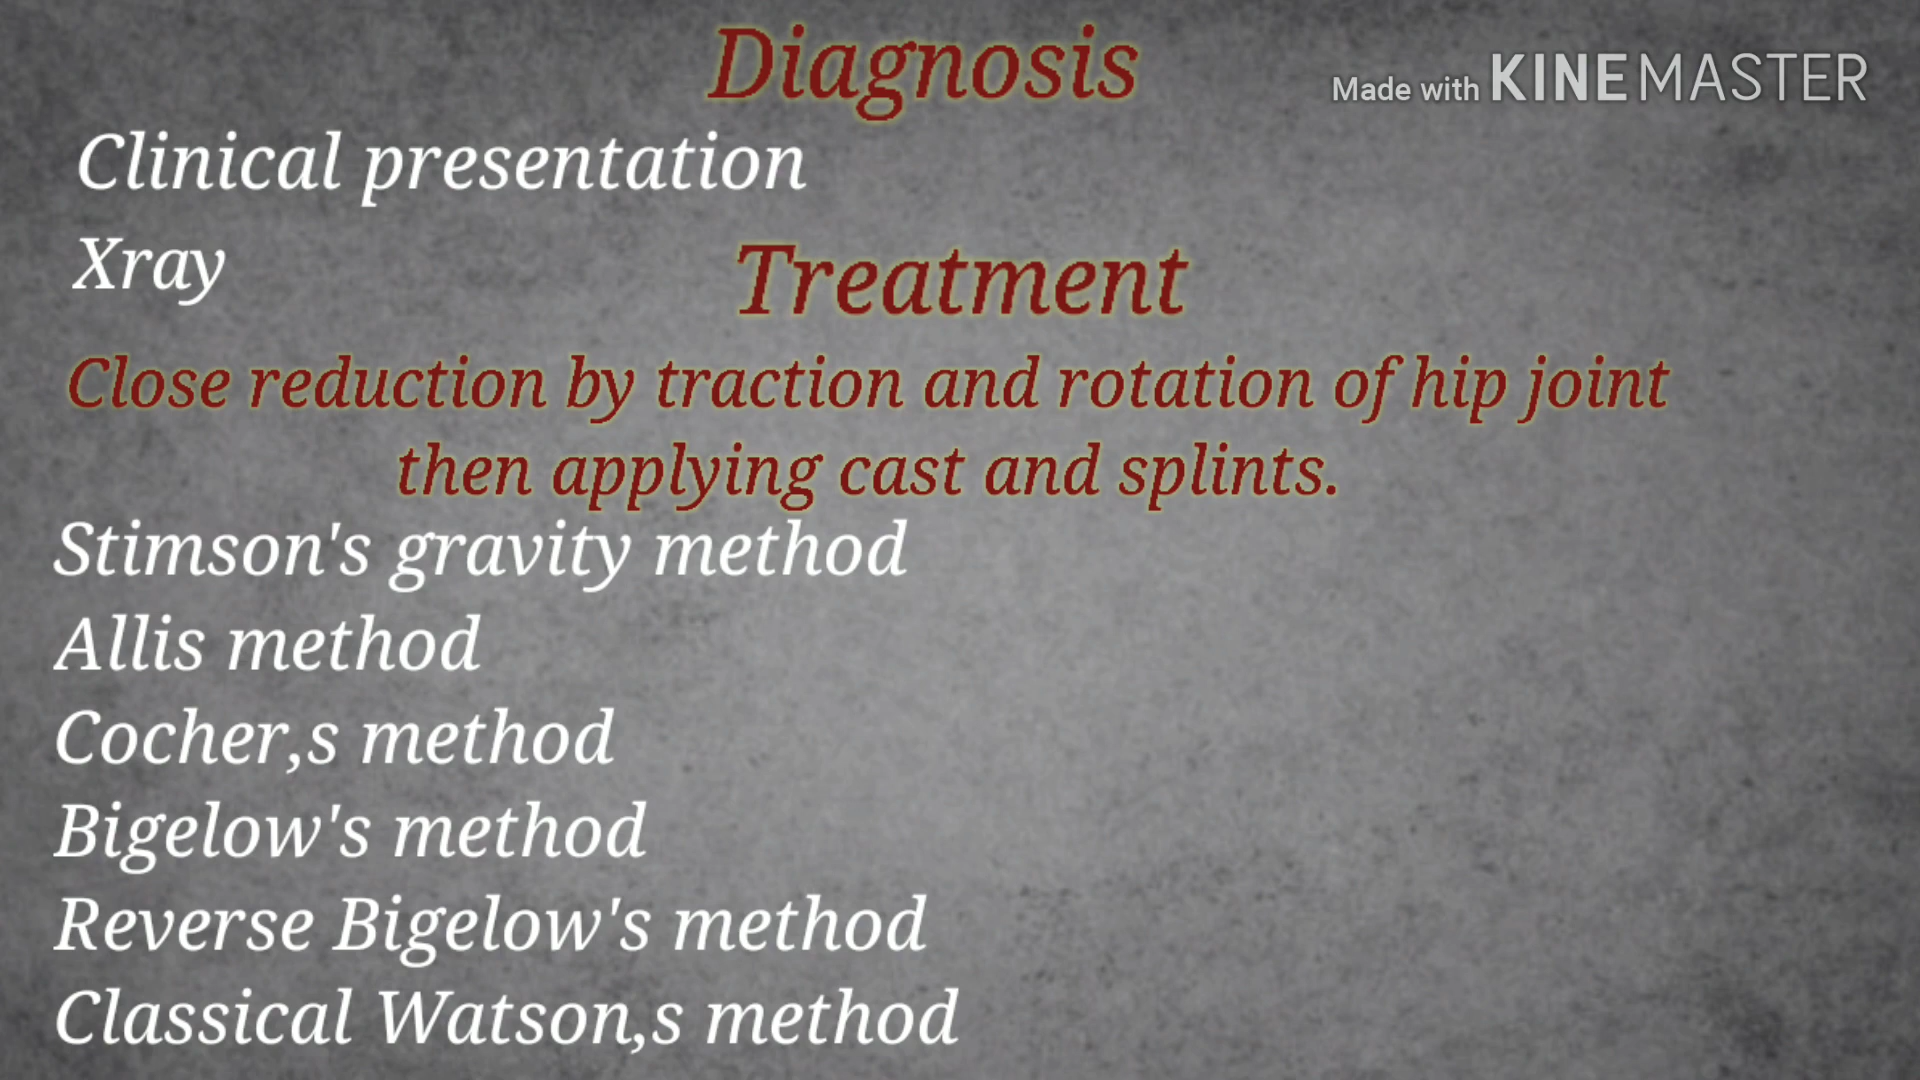 Diagnosis
Made with KINEMASTER
Clinical presentation
Xray
Treatment
Close reduction by traction and rotation of hip joint
then applying cast and splints.
Stimson's gravity method
Allis method
Cocher,s method
Bigelow's method
Reverse Bigelow's method
Classical Watson,s method